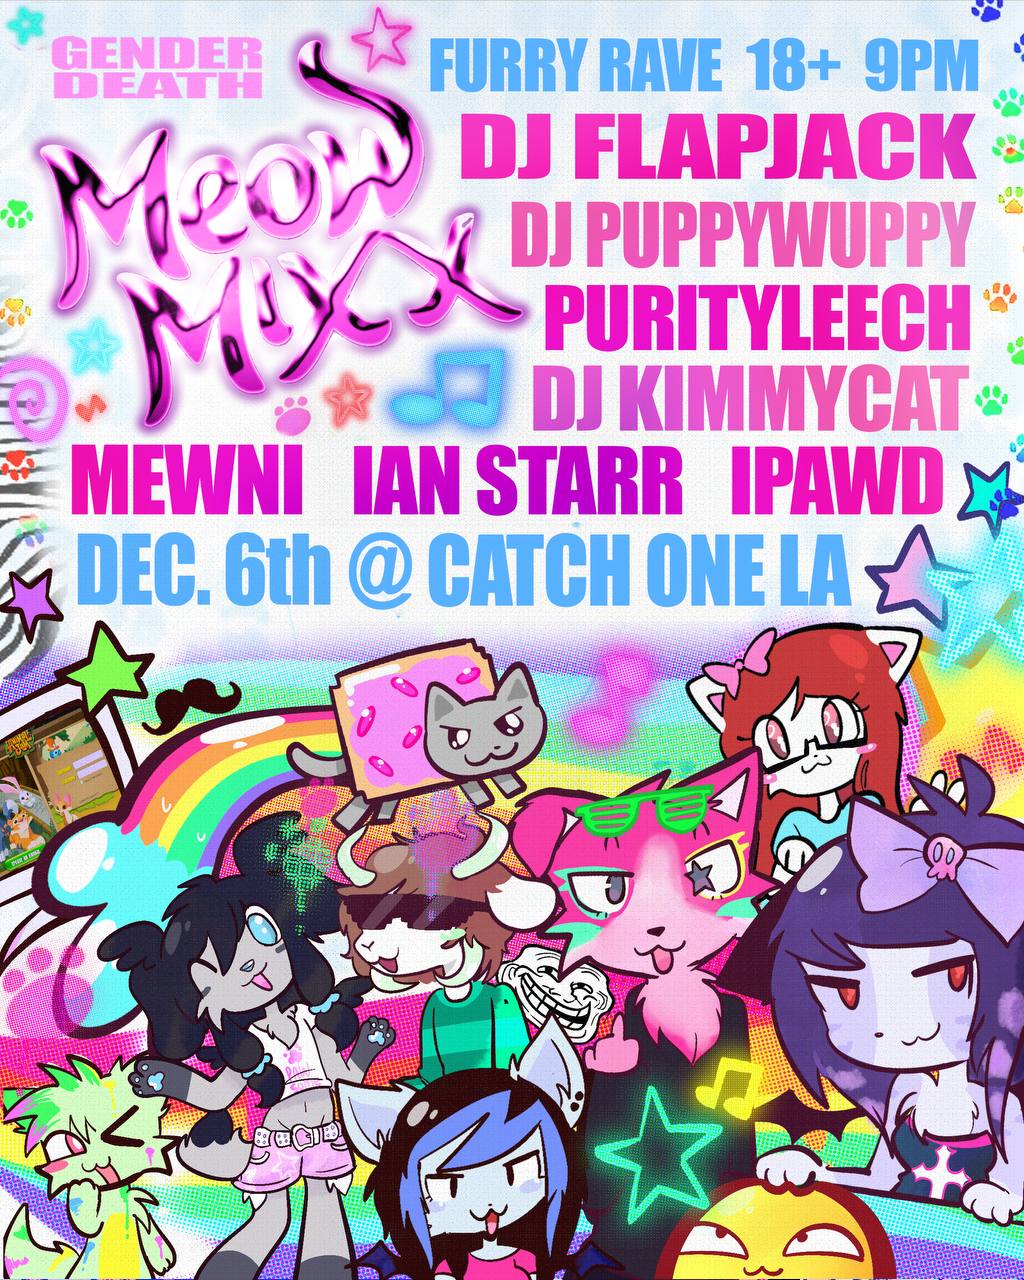 GENDER
DEATH
FURRY RAVE 18+ 9PM
Meow
Mixx
DJ FLAPJACK
DJ PUPPYWUPPY
PURITYLEECH
DJ KIMMYCAT
MEWNI IAN STARR IPAWD
DEC. 6th @ CATCH ONE LA